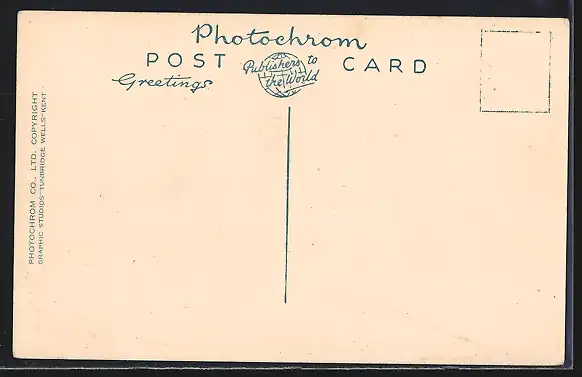 Photochrom
POST CARD
Publishers to
the World
Greetings
PHOTOCHROM CO., LTD. COPYRIGHT
GRAPHIC STUDIOS—TUNBRIDGE WELLS—KENT